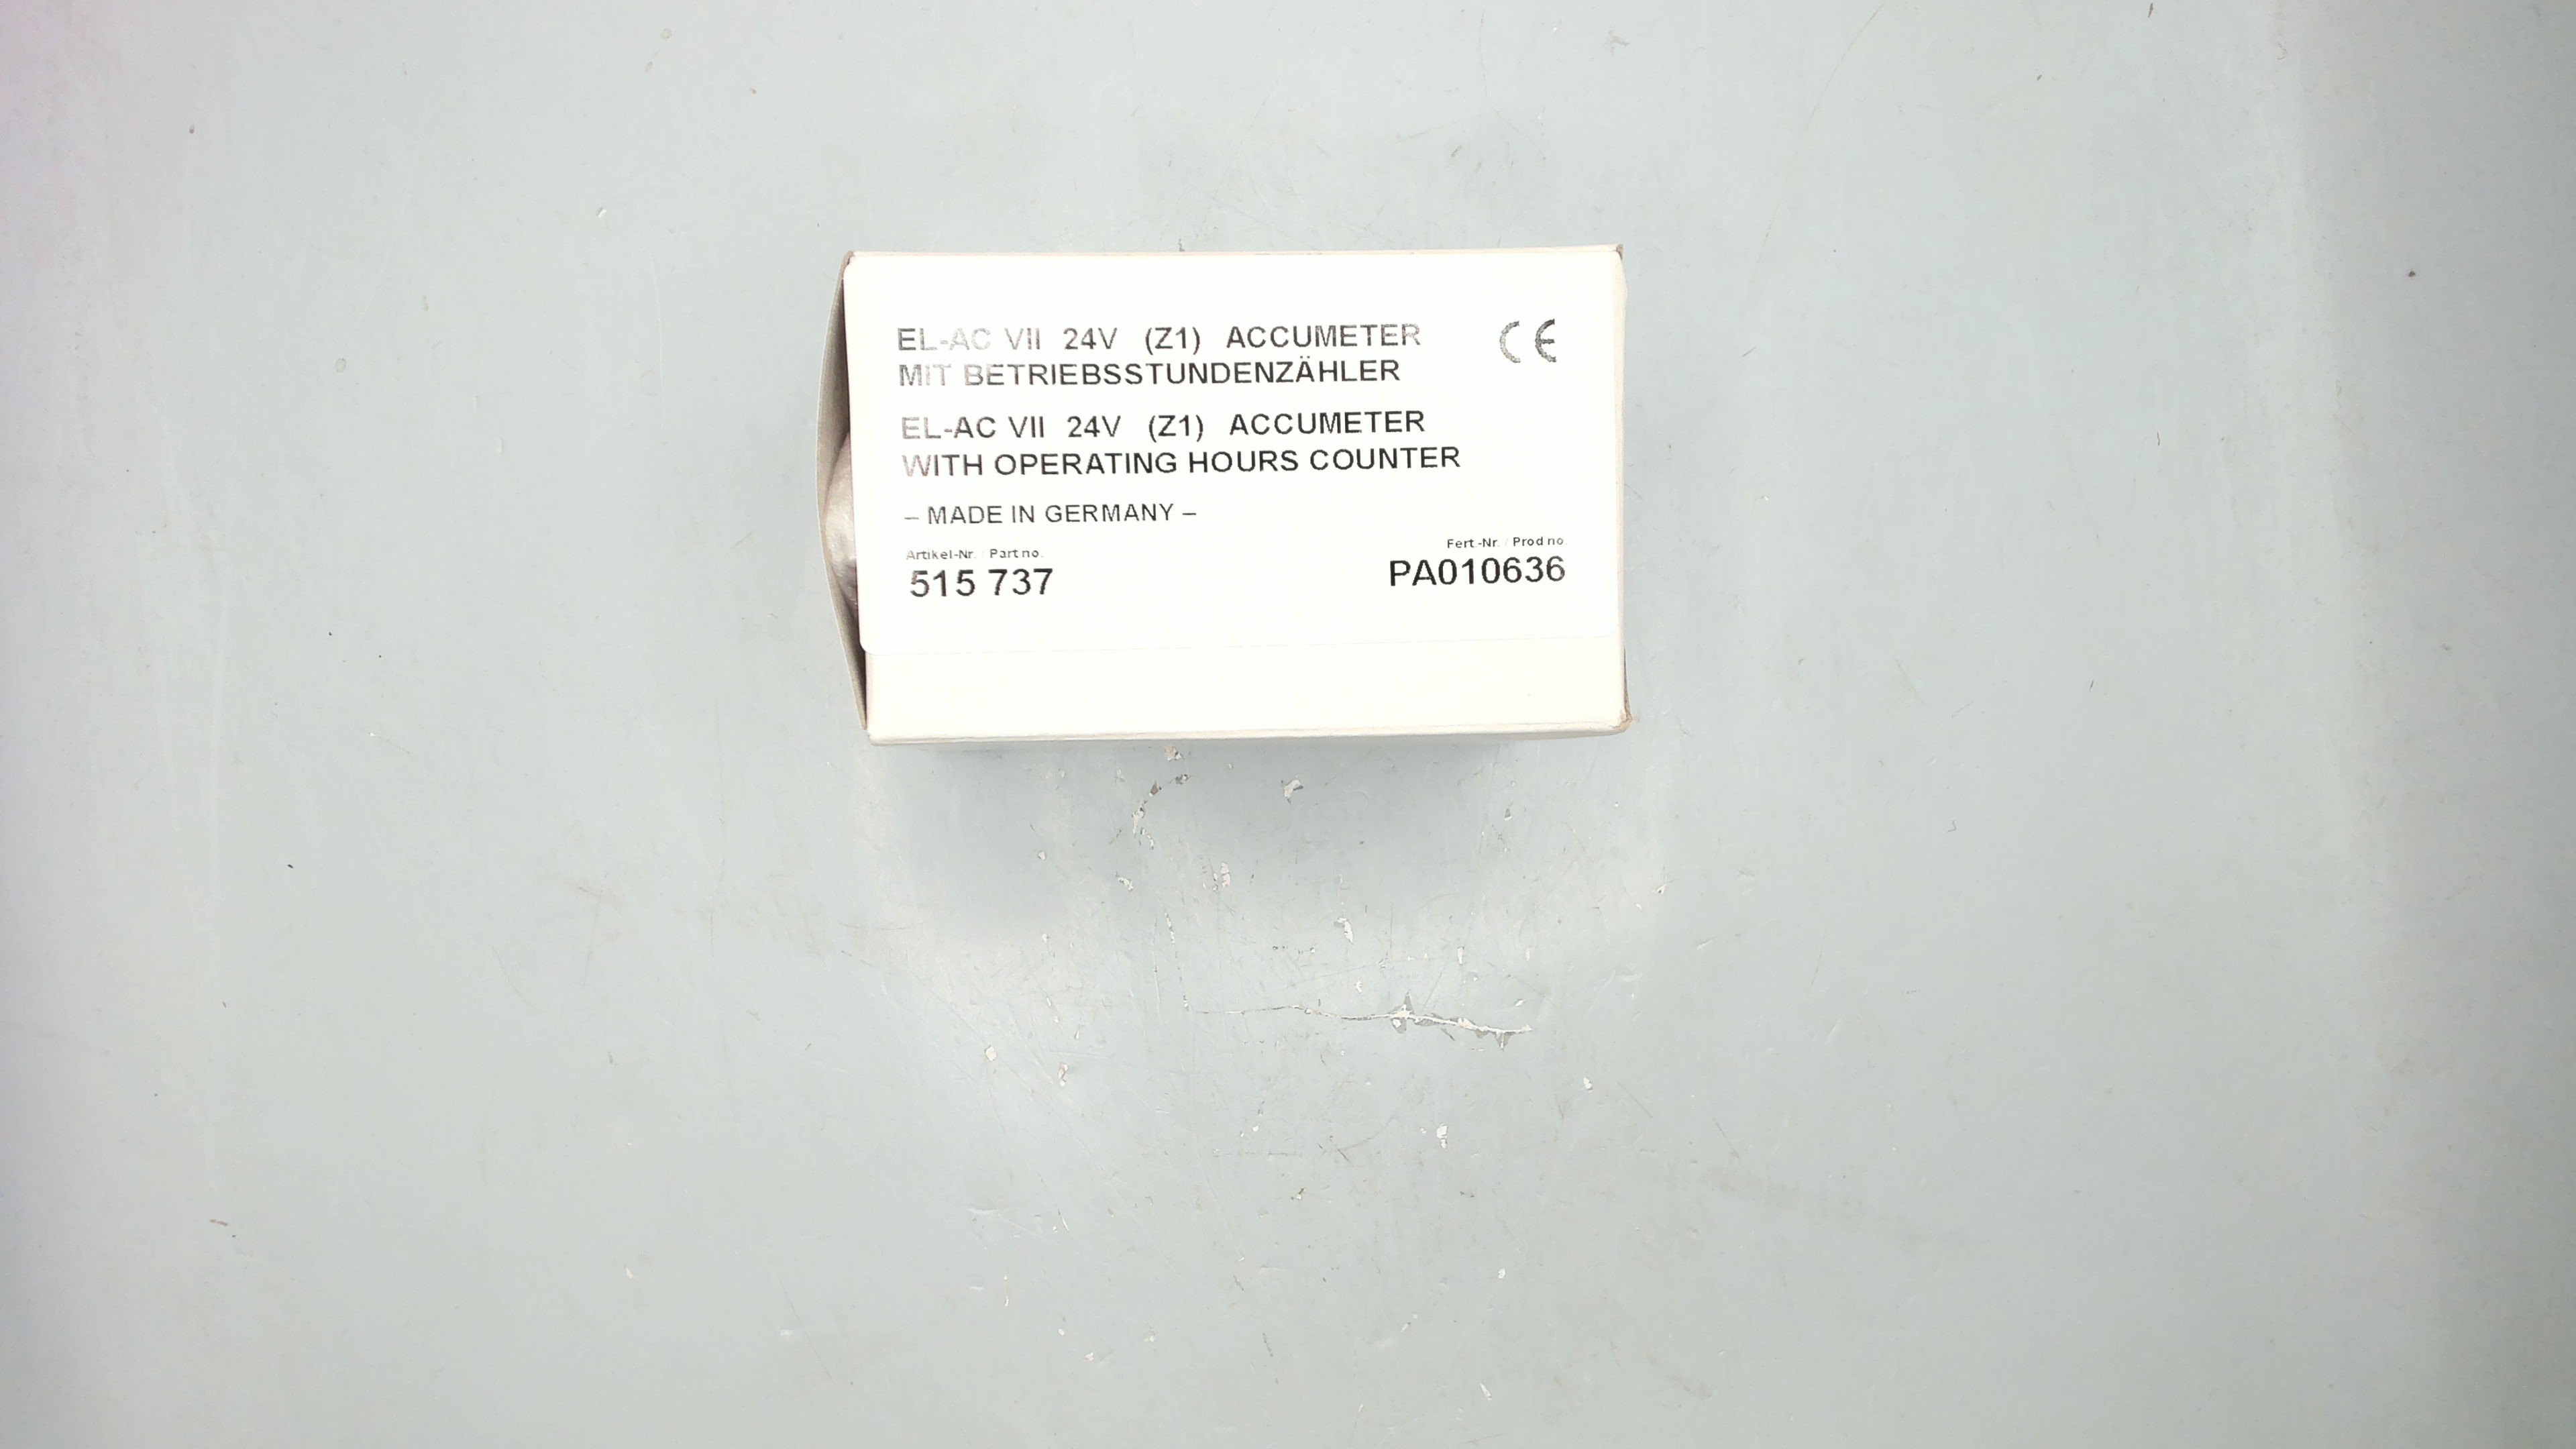 EL-AC VII 24V (Z1) ACCUMETER
MIT BETRIEBSSTUNDENZÄHLER
CE
EL-AC VII 24V (Z1) ACCUMETER
WITH OPERATING HOURS COUNTER
– MADE IN GERMANY –
Artikel-Nr. / Part no.
515 737
Fert.-Nr. / Prod no.
PA010636